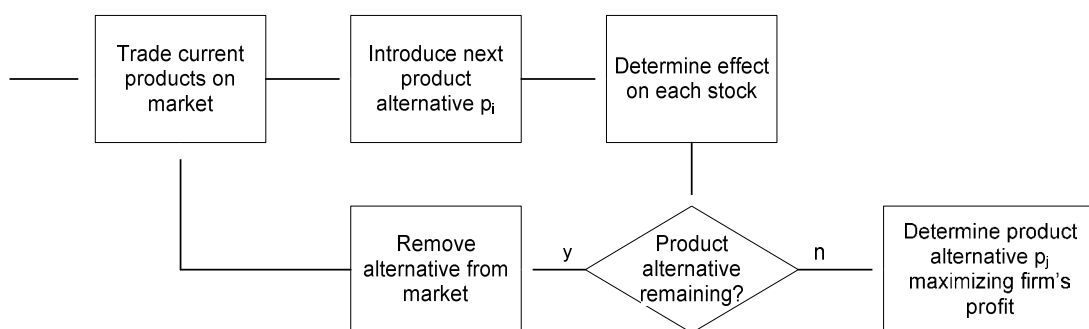 Trade current
products on
market
Introduce next
product
alternative pi
Determine effect
on each stock
Remove
alternative from
market
y
Product
alternative
remaining?
n
Determine product
alternative pj
maximizing firm's
profit